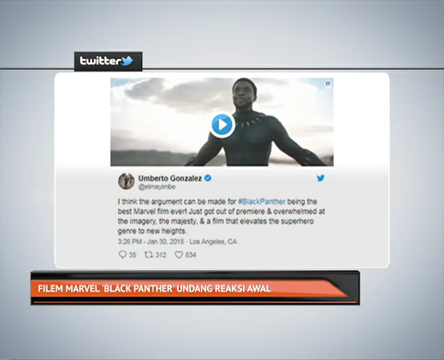 twitter
Umberto Gonzalez
@elmayimbe
I think the argument can be made for #BlackPanther being the
best Marvel film ever! Just got out of premiere & overwhelmed at
the imagery, the majesty, & a film that elevates the superhero
genre to new heights.
3:26 PM - Jan 30, 2018 - Los Angeles, CA
35 312 834
FILEM MARVEL 'BLACK PANTHER' UNDANG REAKSI AWAL